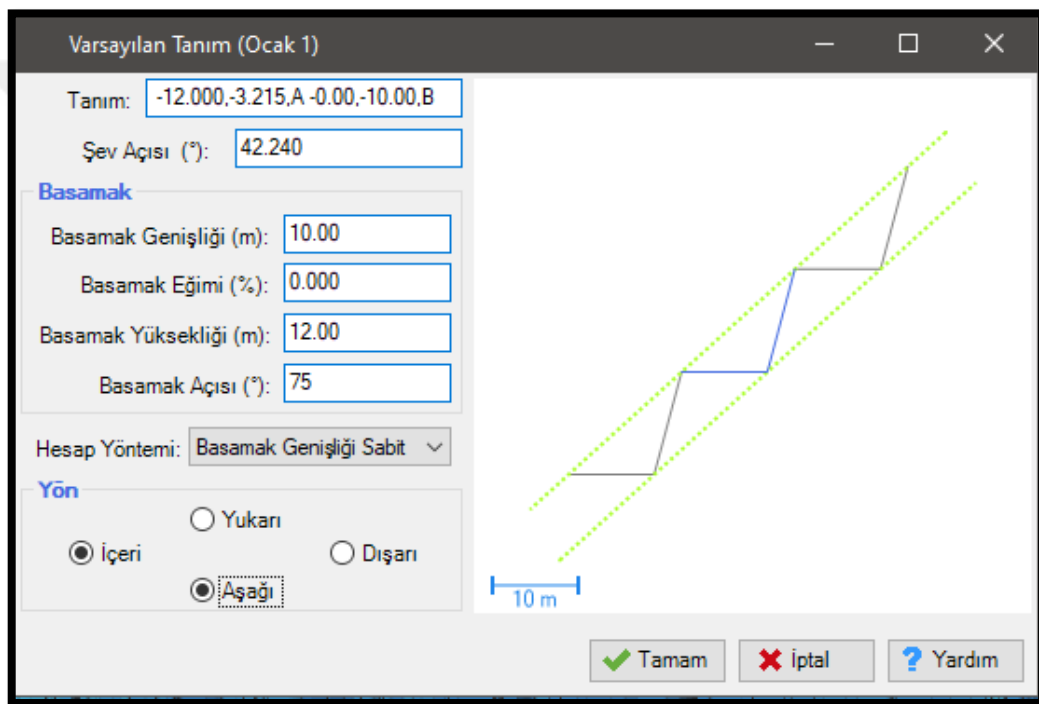 Varsayılan Tanım (Ocak 1)
Tanım: -12.000,-3.215,A -0.00,-10.00,B
Şev Açısı (°): 42.240
Basamak
Basamak Genişliği (m): 10.00
Basamak Eğimi (%): 0.000
Basamak Yüksekliği (m): 12.00
Basamak Açısı (°): 75
Hesap Yöntemi: Basamak Genişliği Sabit
Yön
Yukarı
İçeri
Dışarı
Aşağı
10 m
Tamam
İptal
Yardım